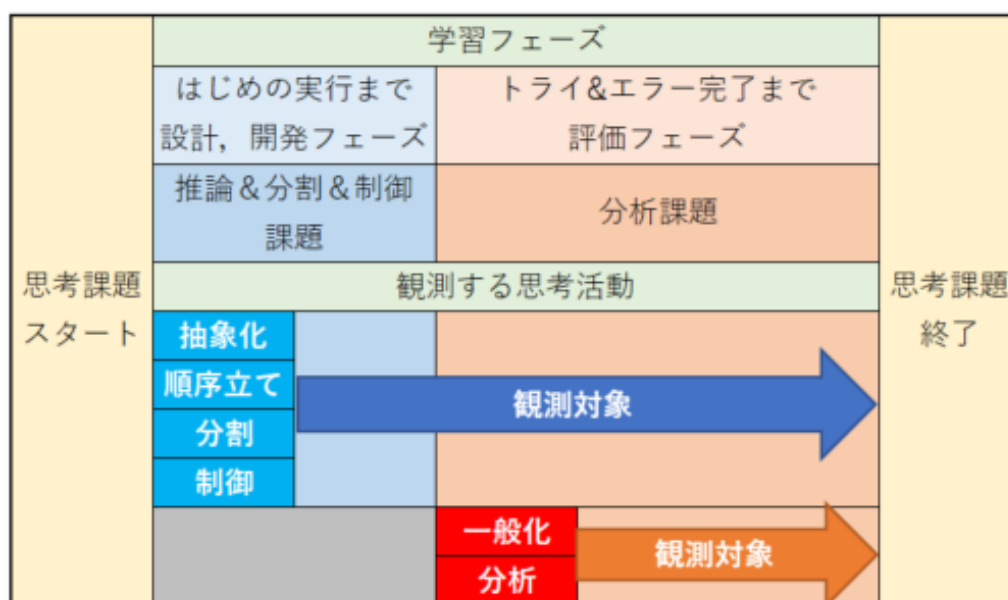 学習フェーズ
はじめの実行まで
設計，開発フェーズ
トライ&エラー完了まで
評価フェーズ
推論＆分割＆制御
課題
分析課題
思考課題
スタート
観測する思考活動
思考課題
終了
抽象化
順序立て
分割
制御
観測対象
一般化
分析
観測対象